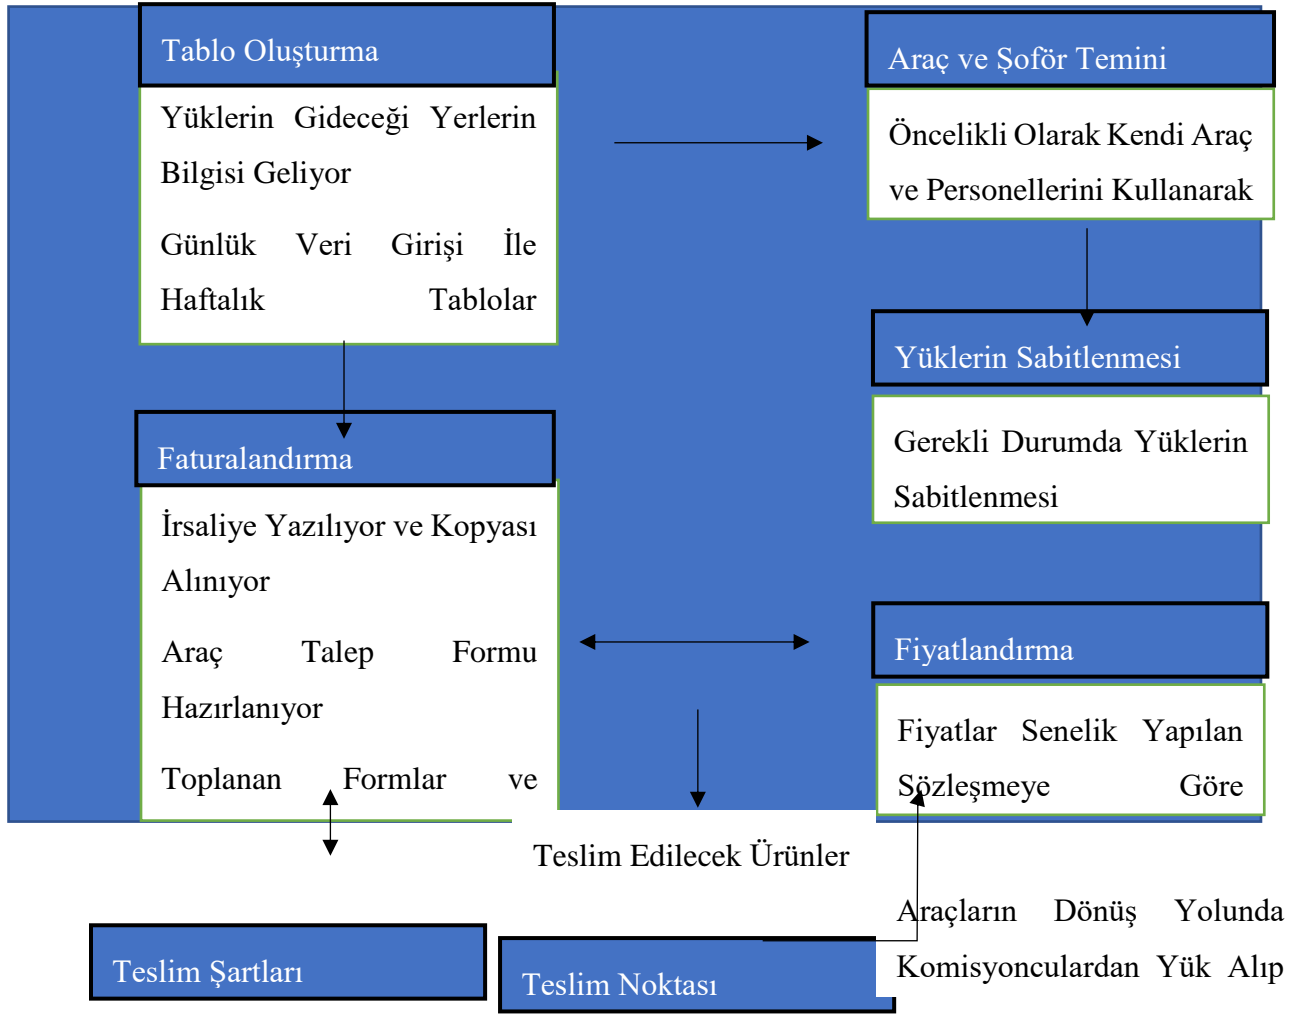 Tablo Oluşturma
Yüklerin Gideceği Yerlerin
Bilgisi Geliyor
Günlük Veri Girişi İle
Haftalık Tablolar
Araç ve Şoför Temini
Öncelikli Olarak Kendi Araç
ve Personellerini Kullanarak
Yüklerin Sabitlenmesi
Gerekli Durumda Yüklerin
Sabitlenmesi
Faturalandırma
İrsaliye Yazılıyor ve Kopyası
Alınıyor
Araç Talep Formu
Hazırlanıyor
Toplanan Formlar ve
Fiyatlandırma
Fiyatlar Senelik Yapılan
Sözleşmeye Göre
Teslim Edilecek Ürünler
Araçların Dönüş Yolunda
Komisyonculardan Yük Alıp
Teslim Şartları
Teslim Noktası